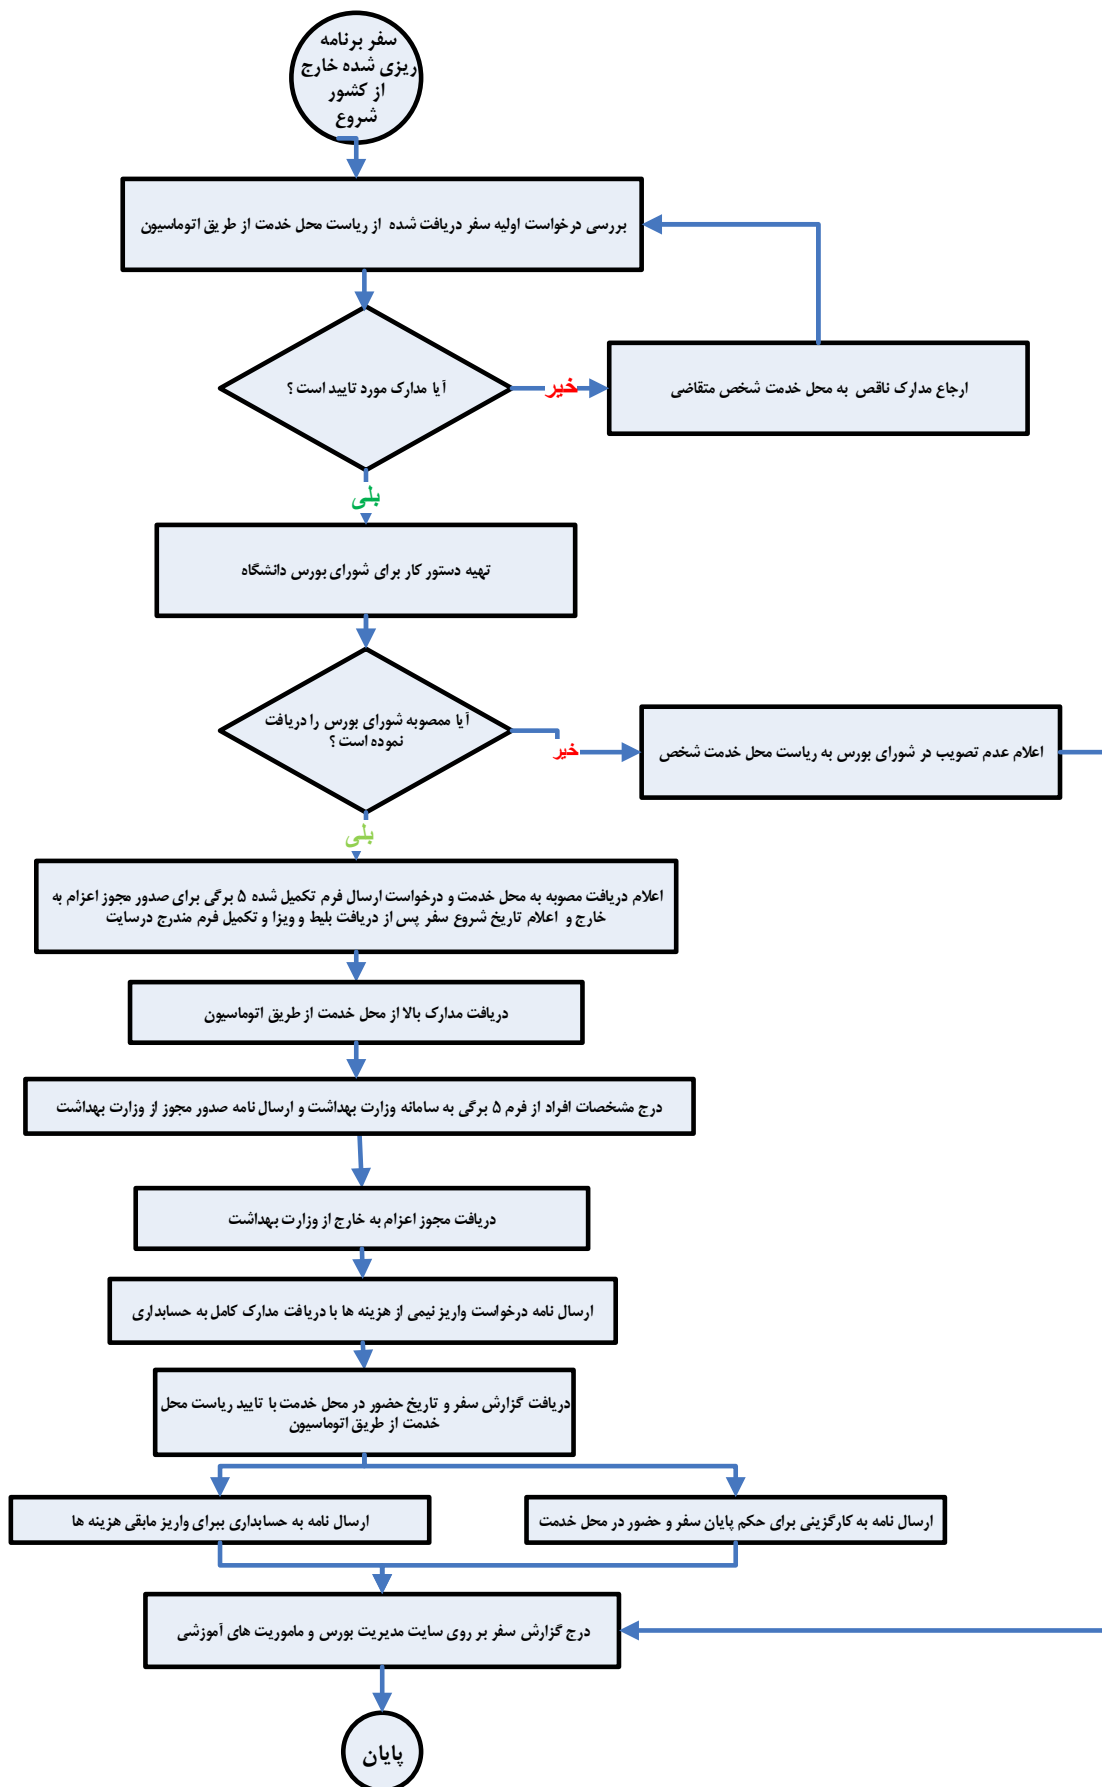 سفر برنامه
ریزی شده خارج
از کشور
شروع
بررسی درخواست اولیه سفر دریافت شده از ریاست محل خدمت از طریق اتوماسیون
آیا مدارک مورد تایید است ؟
خیر
ارجاع مدارک ناقص به محل خدمت شخص متقاضی
بلی
تهیه دستور کار برای شورای بورس دانشگاه
آیا ممصوبه شورای بورس را دریافت
نموده است ؟
خیر
اعلام عدم تصویب در شورای بورس به ریاست محل خدمت شخص
بلی
اعلام دریافت مصوبه به محل خدمت و درخواست ارسال فرم تکمیل شده ۵ برگی برای صدور مجوز اعزام به
خارج و اعلام تاریخ شروع سفر پس از دریافت بلیط و ویزا و تکمیل فرم مندرج درسایت
دریافت مدارک بالا از محل خدمت از طریق اتوماسیون
درج مشخصات افراد از فرم ۵ برگی به سامانه وزارت بهداشت و ارسال نامه صدور مجوز از وزارت بهداشت
دریافت مجوز اعزام به خارج از وزارت بهداشت
ارسال نامه درخواست واریز نیمی از هزینه ها با دریافت مدارک کامل به حسابداری
دریافت گزارش سفر و تاریخ حضور در محل خدمت با تایید ریاست محل
خدمت از طریق اتوماسیون
ارسال نامه به کارگزینی برای حکم پایان سفر و حضور در محل خدمت
ارسال نامه به حسابداری ببرای واریز مابقی هزینه ها
درج گزارش سفر بر روی سایت مدیریت بورس و ماموریت های آموزشی
پایان